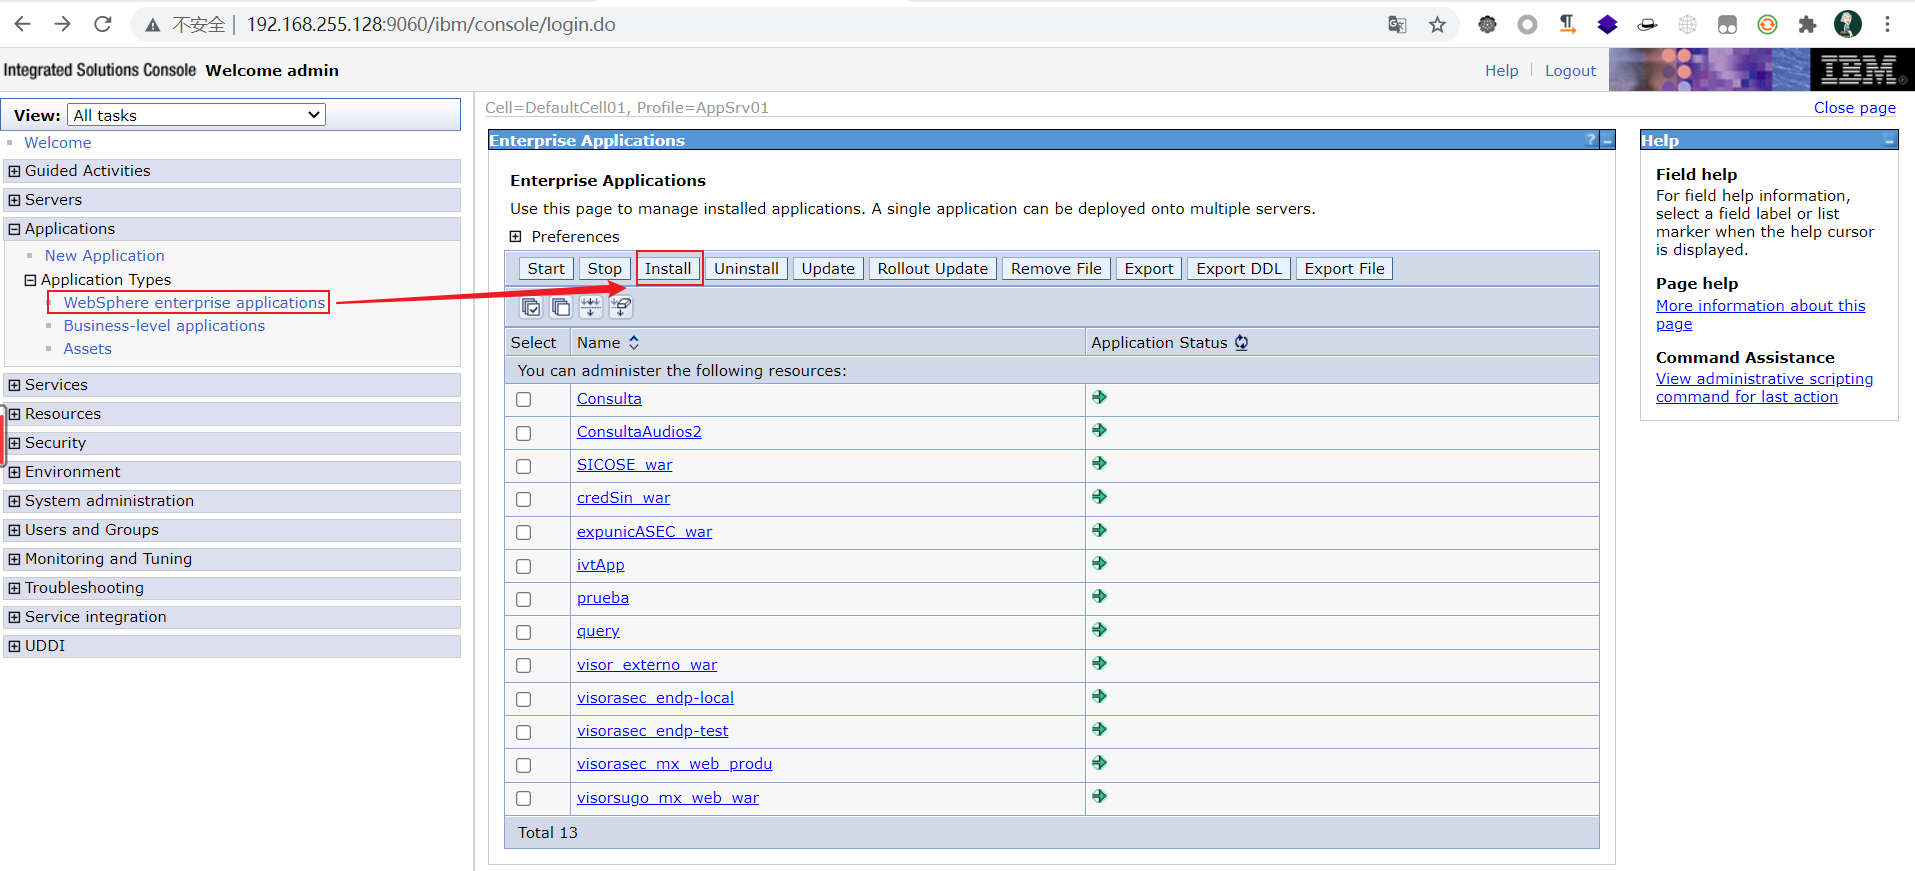 不安全 | 192.168.255.128:9060/ibm/console/login.do
Integrated Solutions Console Welcome admin
Help Logout
IBM®
View: All tasks
Welcome
Guided Activities
Servers
Applications
New Application
Application Types
WebSphere enterprise applications
Business-level applications
Assets
Services
Resources
Security
Environment
System administration
Users and Groups
Monitoring and Tuning
Troubleshooting
Service integration
UDDI
Cell=DefaultCell01, Profile=AppSrv01
Close page
Enterprise Applications ? -
Enterprise Applications
Use this page to manage installed applications. A single application can be deployed onto multiple servers.
Preferences
Start Stop Install Uninstall Update Rollout Update Remove File Export Export DDL Export File
Select Name Application Status
You can administer the following resources:
Consulta
ConsultaAudios2
SICOSE_war
credSin_war
expunicASEC_war
ivtApp
prueba
query
visor_externo_war
visorasec_endp-local
visorasec_endp-test
visorasec_mx_web_produ
visorsugo_mx_web_war
Total 13
Help -
Field help
For field help information,
select a field label or list
marker when the help cursor
is displayed.
Page help
More information about this
page
Command Assistance
View administrative scripting
command for last action